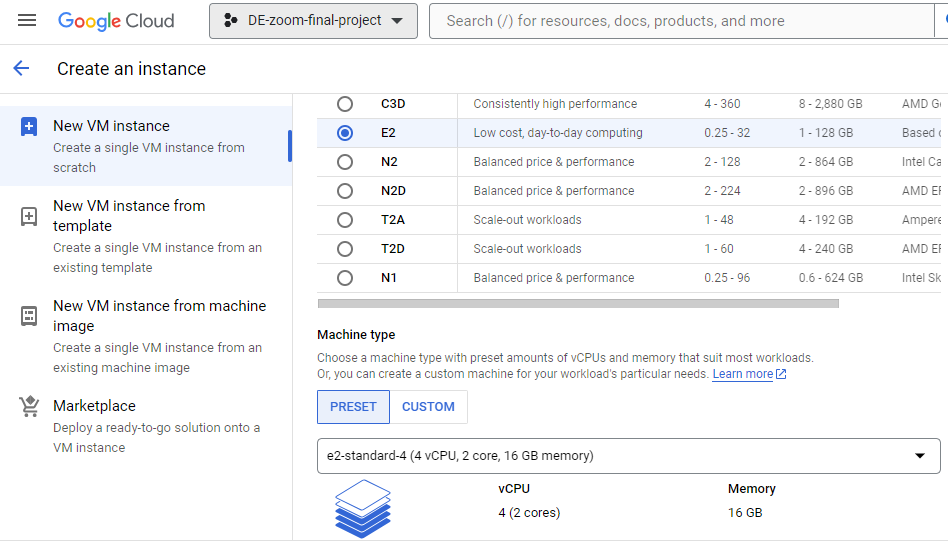 Google Cloud
DE-zoom-final-project
Search (/) for resources, docs, products, and more
Create an instance
New VM instance
Create a single VM instance from
scratch
New VM instance from
template
Create a single VM instance from an
existing template
New VM instance from machine
image
Create a single VM instance from an
existing machine image
Marketplace
Deploy a ready-to-go solution onto a
VM instance
C3D Consistently high performance 4 - 360 8 - 2,880 GB AMD
E2 Low cost, day-to-day computing 0.25 - 32 1 - 128 GB Based
N2 Balanced price & performance 2 - 128 2 - 864 GB Intel Ca
N2D Balanced price & performance 2 - 224 2 - 896 GB AMD
T2A Scale-out workloads 1 - 48 4 - 192 GB Ampere
T2D Scale-out workloads 1 - 60 4 - 240 GB AMD
N1 Balanced price & performance 0.25 - 96 0.6 - 624 GB Intel Sk
Machine type
Choose a machine type with preset amounts of vCPUs and memory that suit most workloads.
Or, you can create a custom machine for your workload's particular needs. Learn more
PRESET CUSTOM
e2-standard-4 (4 vCPU, 2 core, 16 GB memory)
vCPU Memory
4 (2 cores) 16 GB